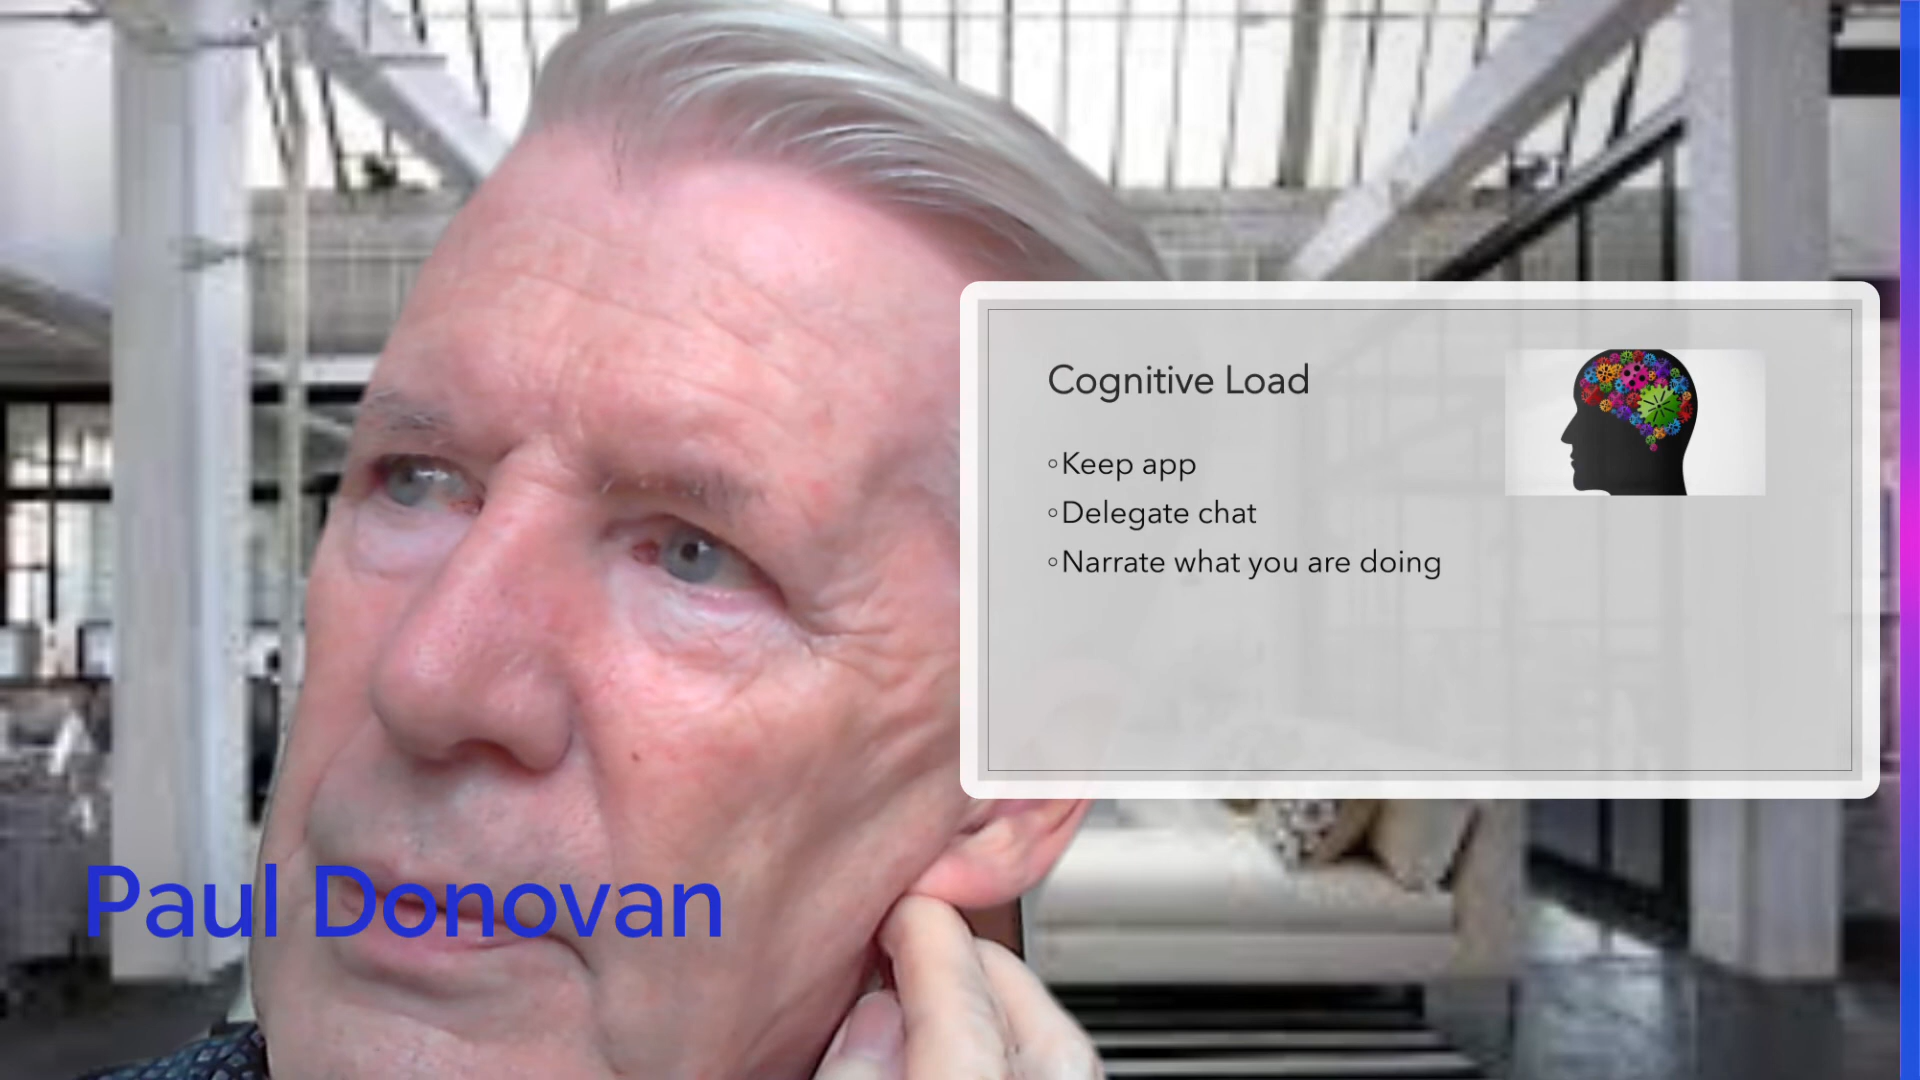 Cognitive Load
◦Keep app
◦Delegate chat
◦Narrate what you are doing
Paul Donovan